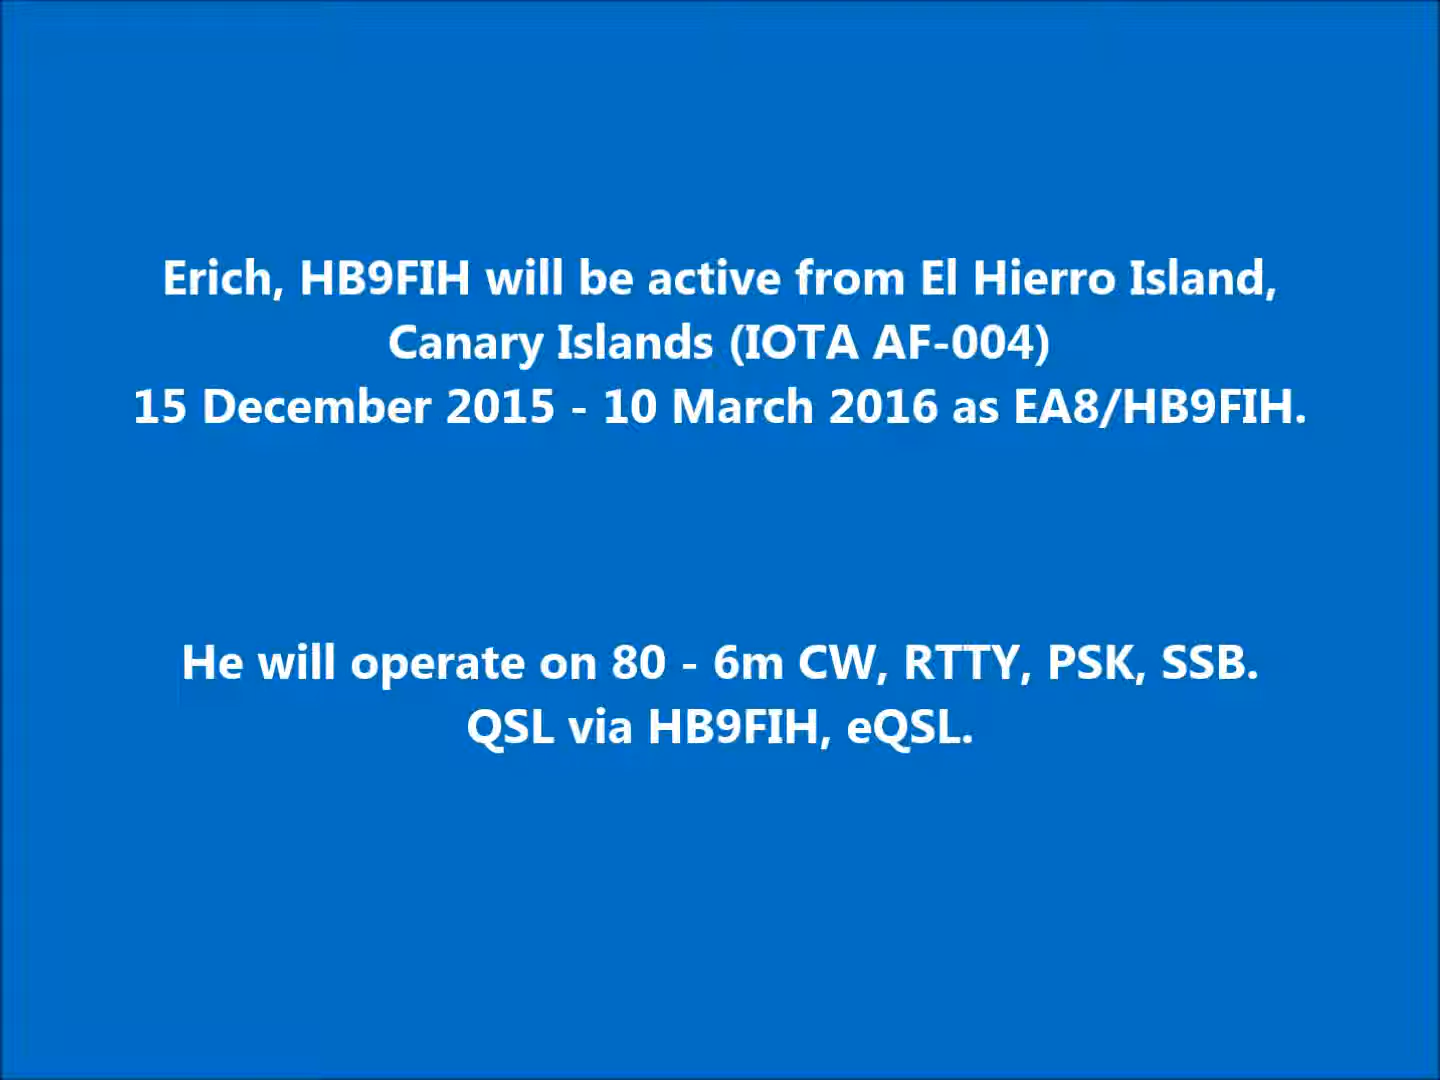 Erich, HB9FIH will be active from El Hierro Island,
Canary Islands (IOTA AF-004)
15 December 2015 - 10 March 2016 as EA8/HB9FIH.
He will operate on 80 - 6m CW, RTTY, PSK, SSB.
QSL via HB9FIH, eQSL.